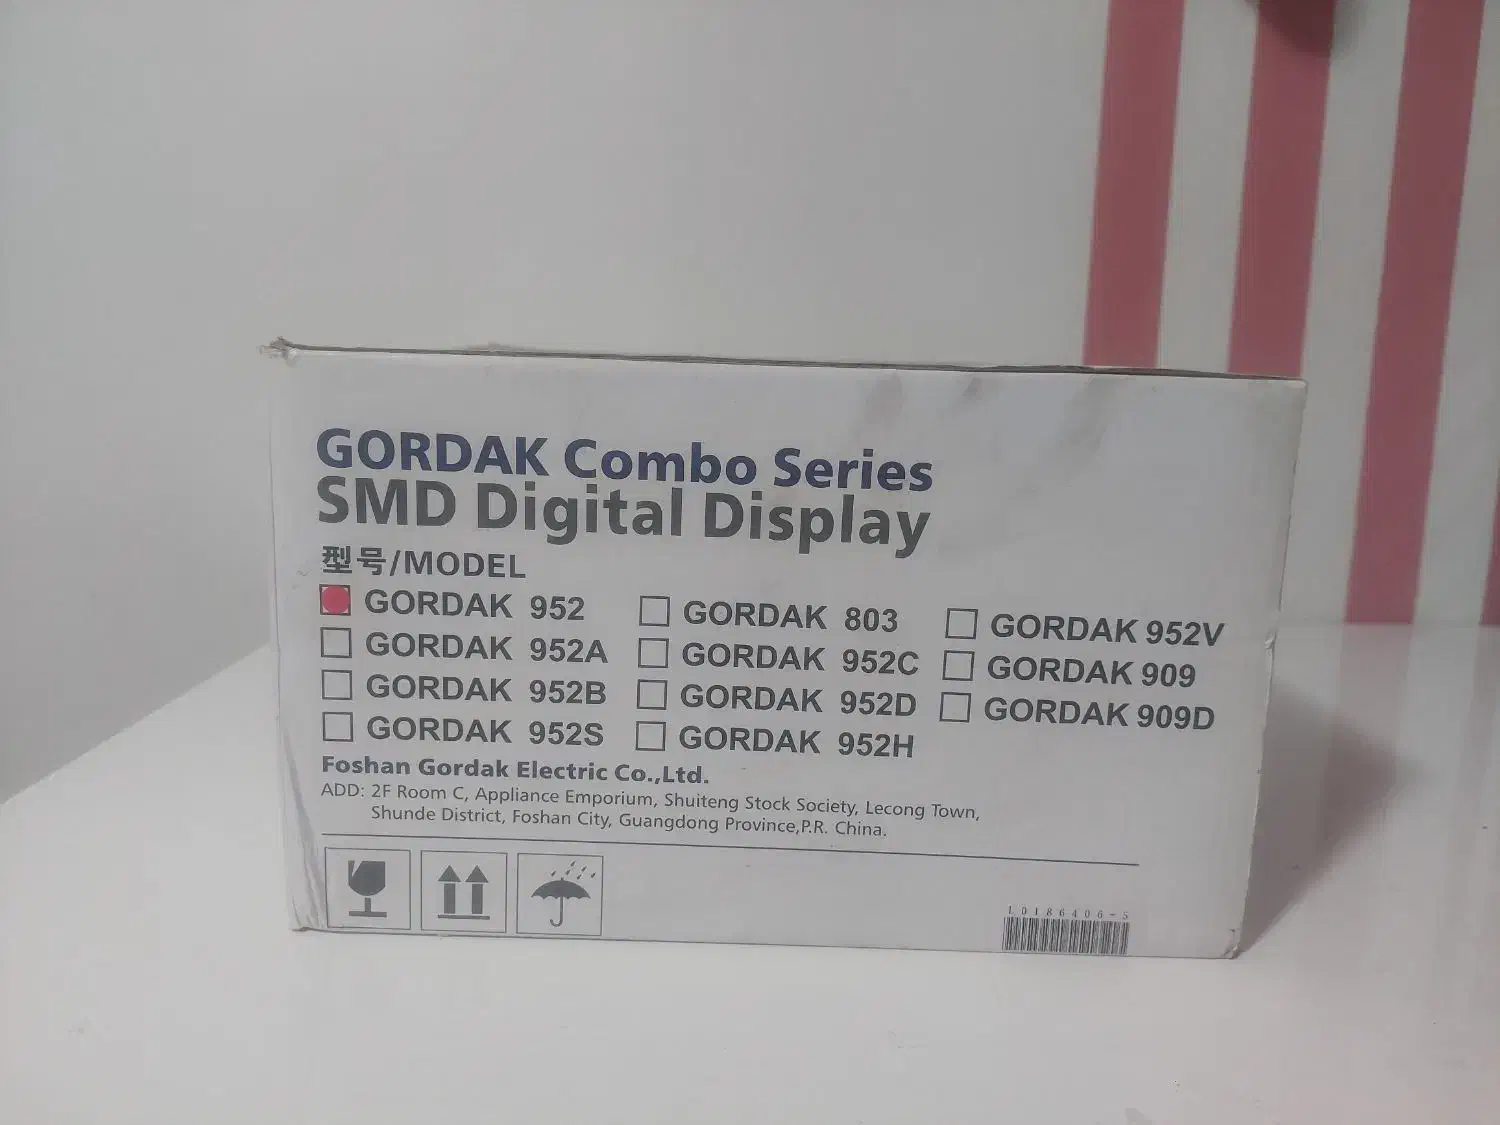 GORDAK Combo Series
SMD Digital Display
型号/MODEL
GORDAK 952 GORDAK 803 GORDAK 952V
GORDAK 952A GORDAK 952C GORDAK 909
GORDAK 952B GORDAK 952D GORDAK 909D
GORDAK 952S GORDAK 952H
Foshan Gordak Electric Co.,Ltd.
ADD: 2F Room C, Appliance Emporium, Shuiteng Stock Society, Lecong Town,
Shunde District, Foshan City, Guangdong Province,P.R. China.
L0186406-5